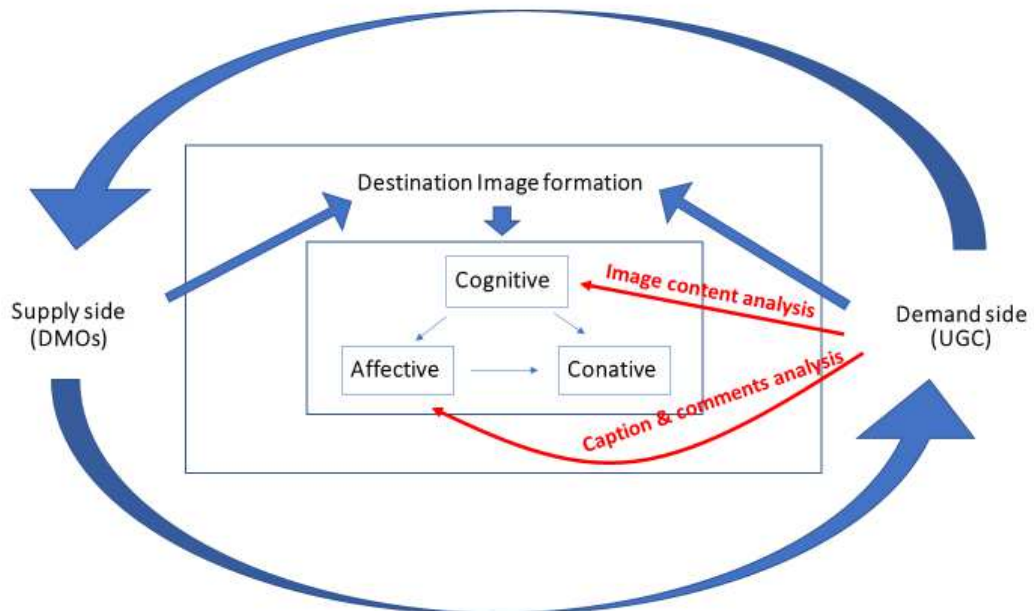 Destination Image formation
Cognitive
Image content analysis
Supply side
(DMOs)
Demand side
(UGC)
Affective
Conative
Caption & comments analysis